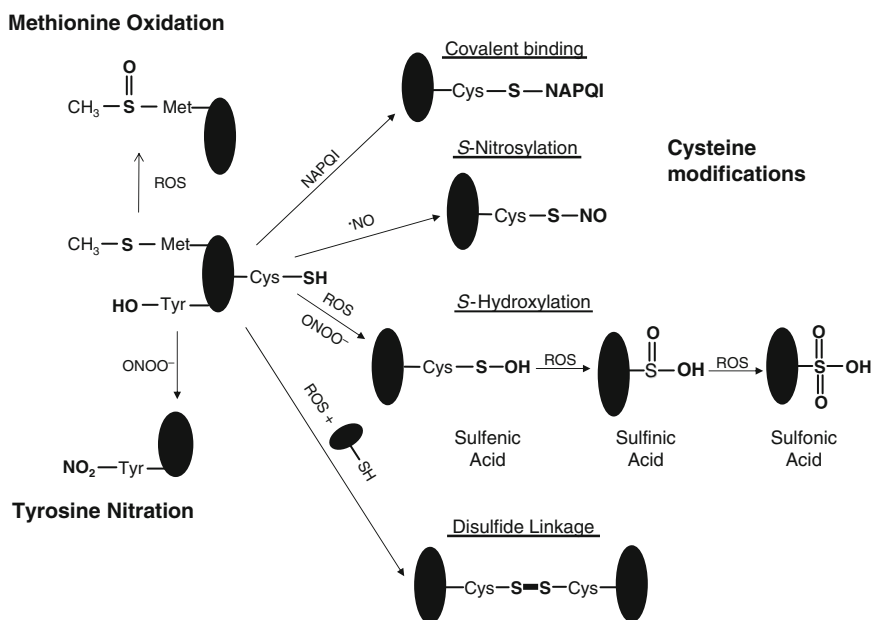 Methionine Oxidation
O
CH₃—S—Met
ROS
CH₃—S—Met
HO—Tyr
Cys—SH
ONOO⁻
NO₂—Tyr
Tyrosine Nitration
Covalent binding
Cys—S—NAPQI
NAPQI
S-Nitrosylation
Cys—S—NO
•NO
Cysteine
modifications
S-Hydroxylation
ROS
ONOO⁻
Cys—S—OH
ROS
O
S—OH
ROS
O
S—OH
O
Sulfenic
Acid
Sulfinic
Acid
Sulfonic
Acid
ROS +
SH
Disulfide Linkage
Cys—S—S—Cys